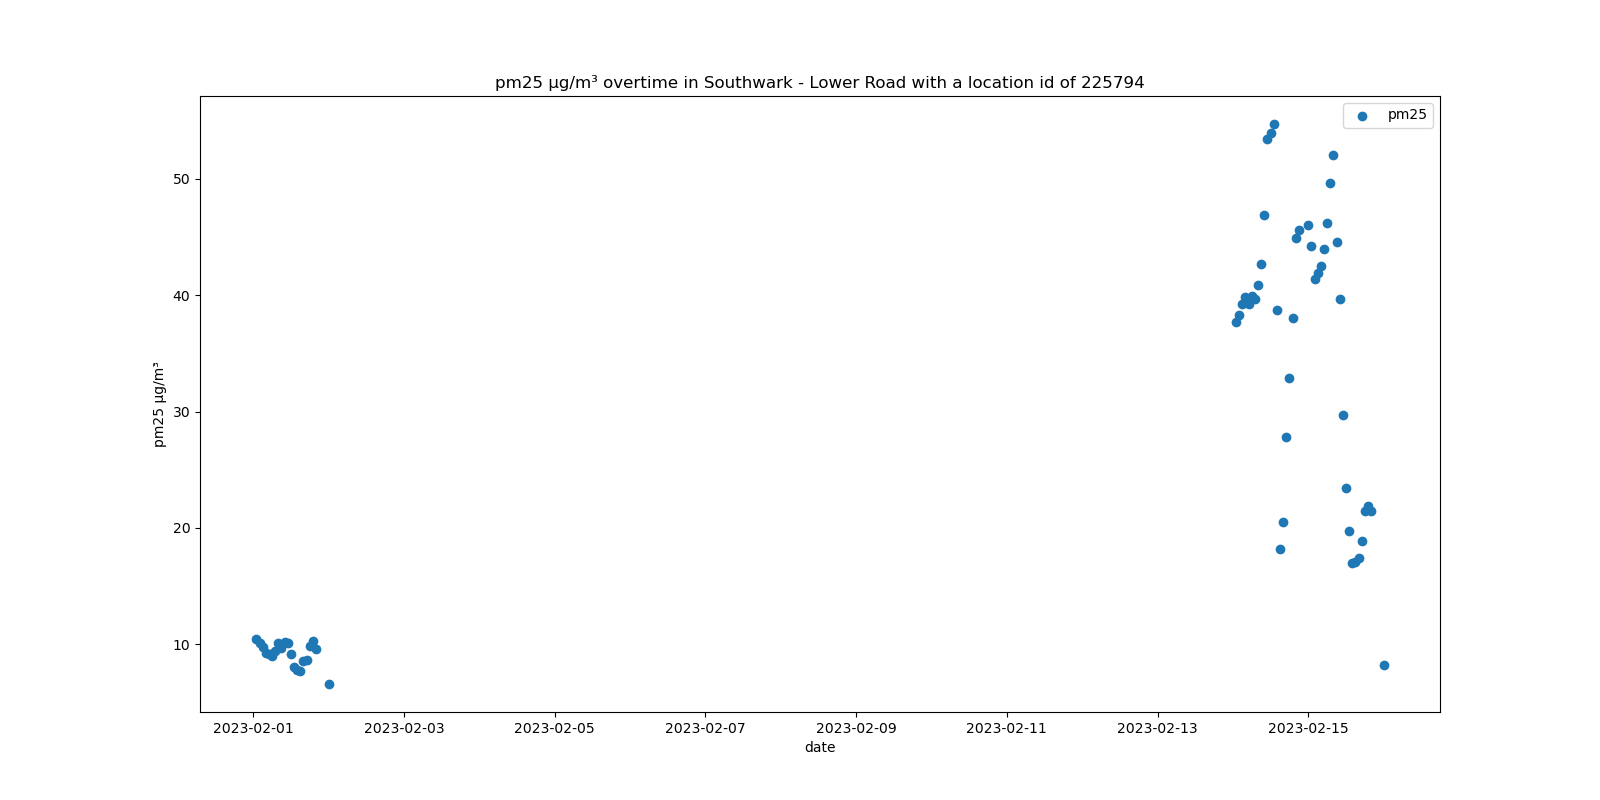 pm25 µg/m³ overtime in Southwark - Lower Road with a location id of 225794
pm25
50
40
30
20
10
pm25 µg/m³
2023-02-01 2023-02-03 2023-02-05 2023-02-07 2023-02-09 2023-02-11 2023-02-13 2023-02-15
date